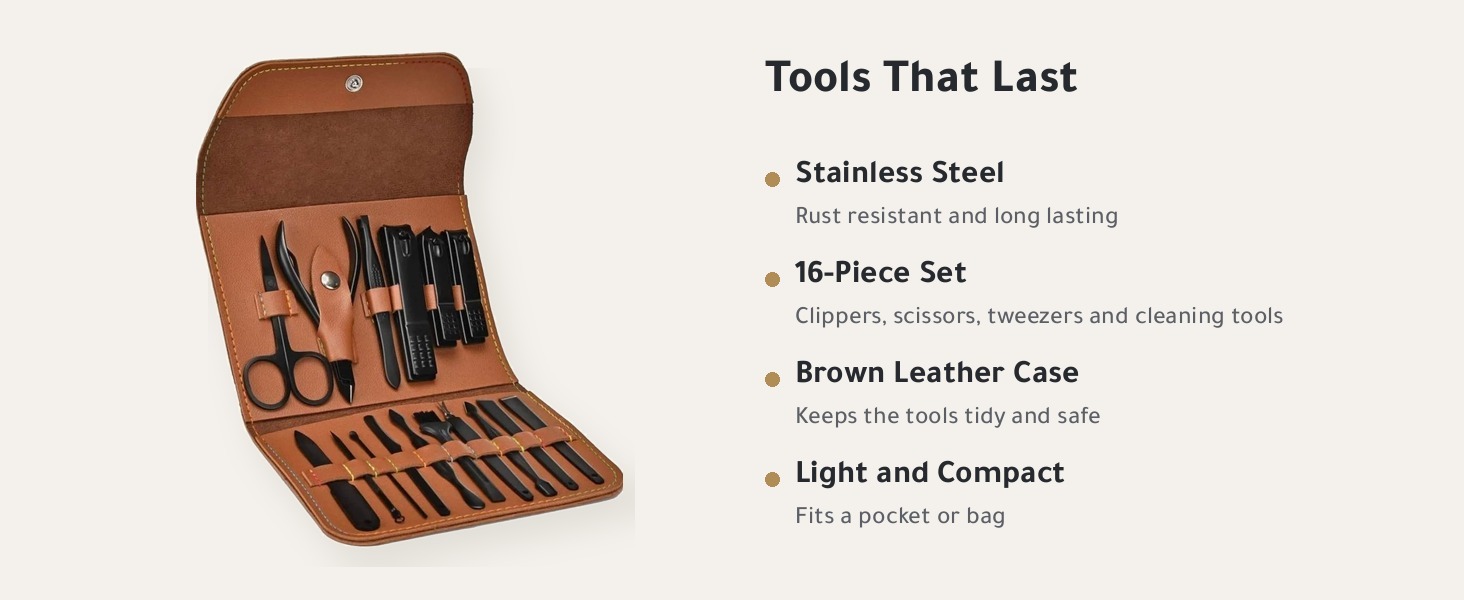 Tools That Last
Stainless Steel
Rust resistant and long lasting
16-Piece Set
Clippers, scissors, tweezers and cleaning tools
Brown Leather Case
Keeps the tools tidy and safe
Light and Compact
Fits a pocket or bag